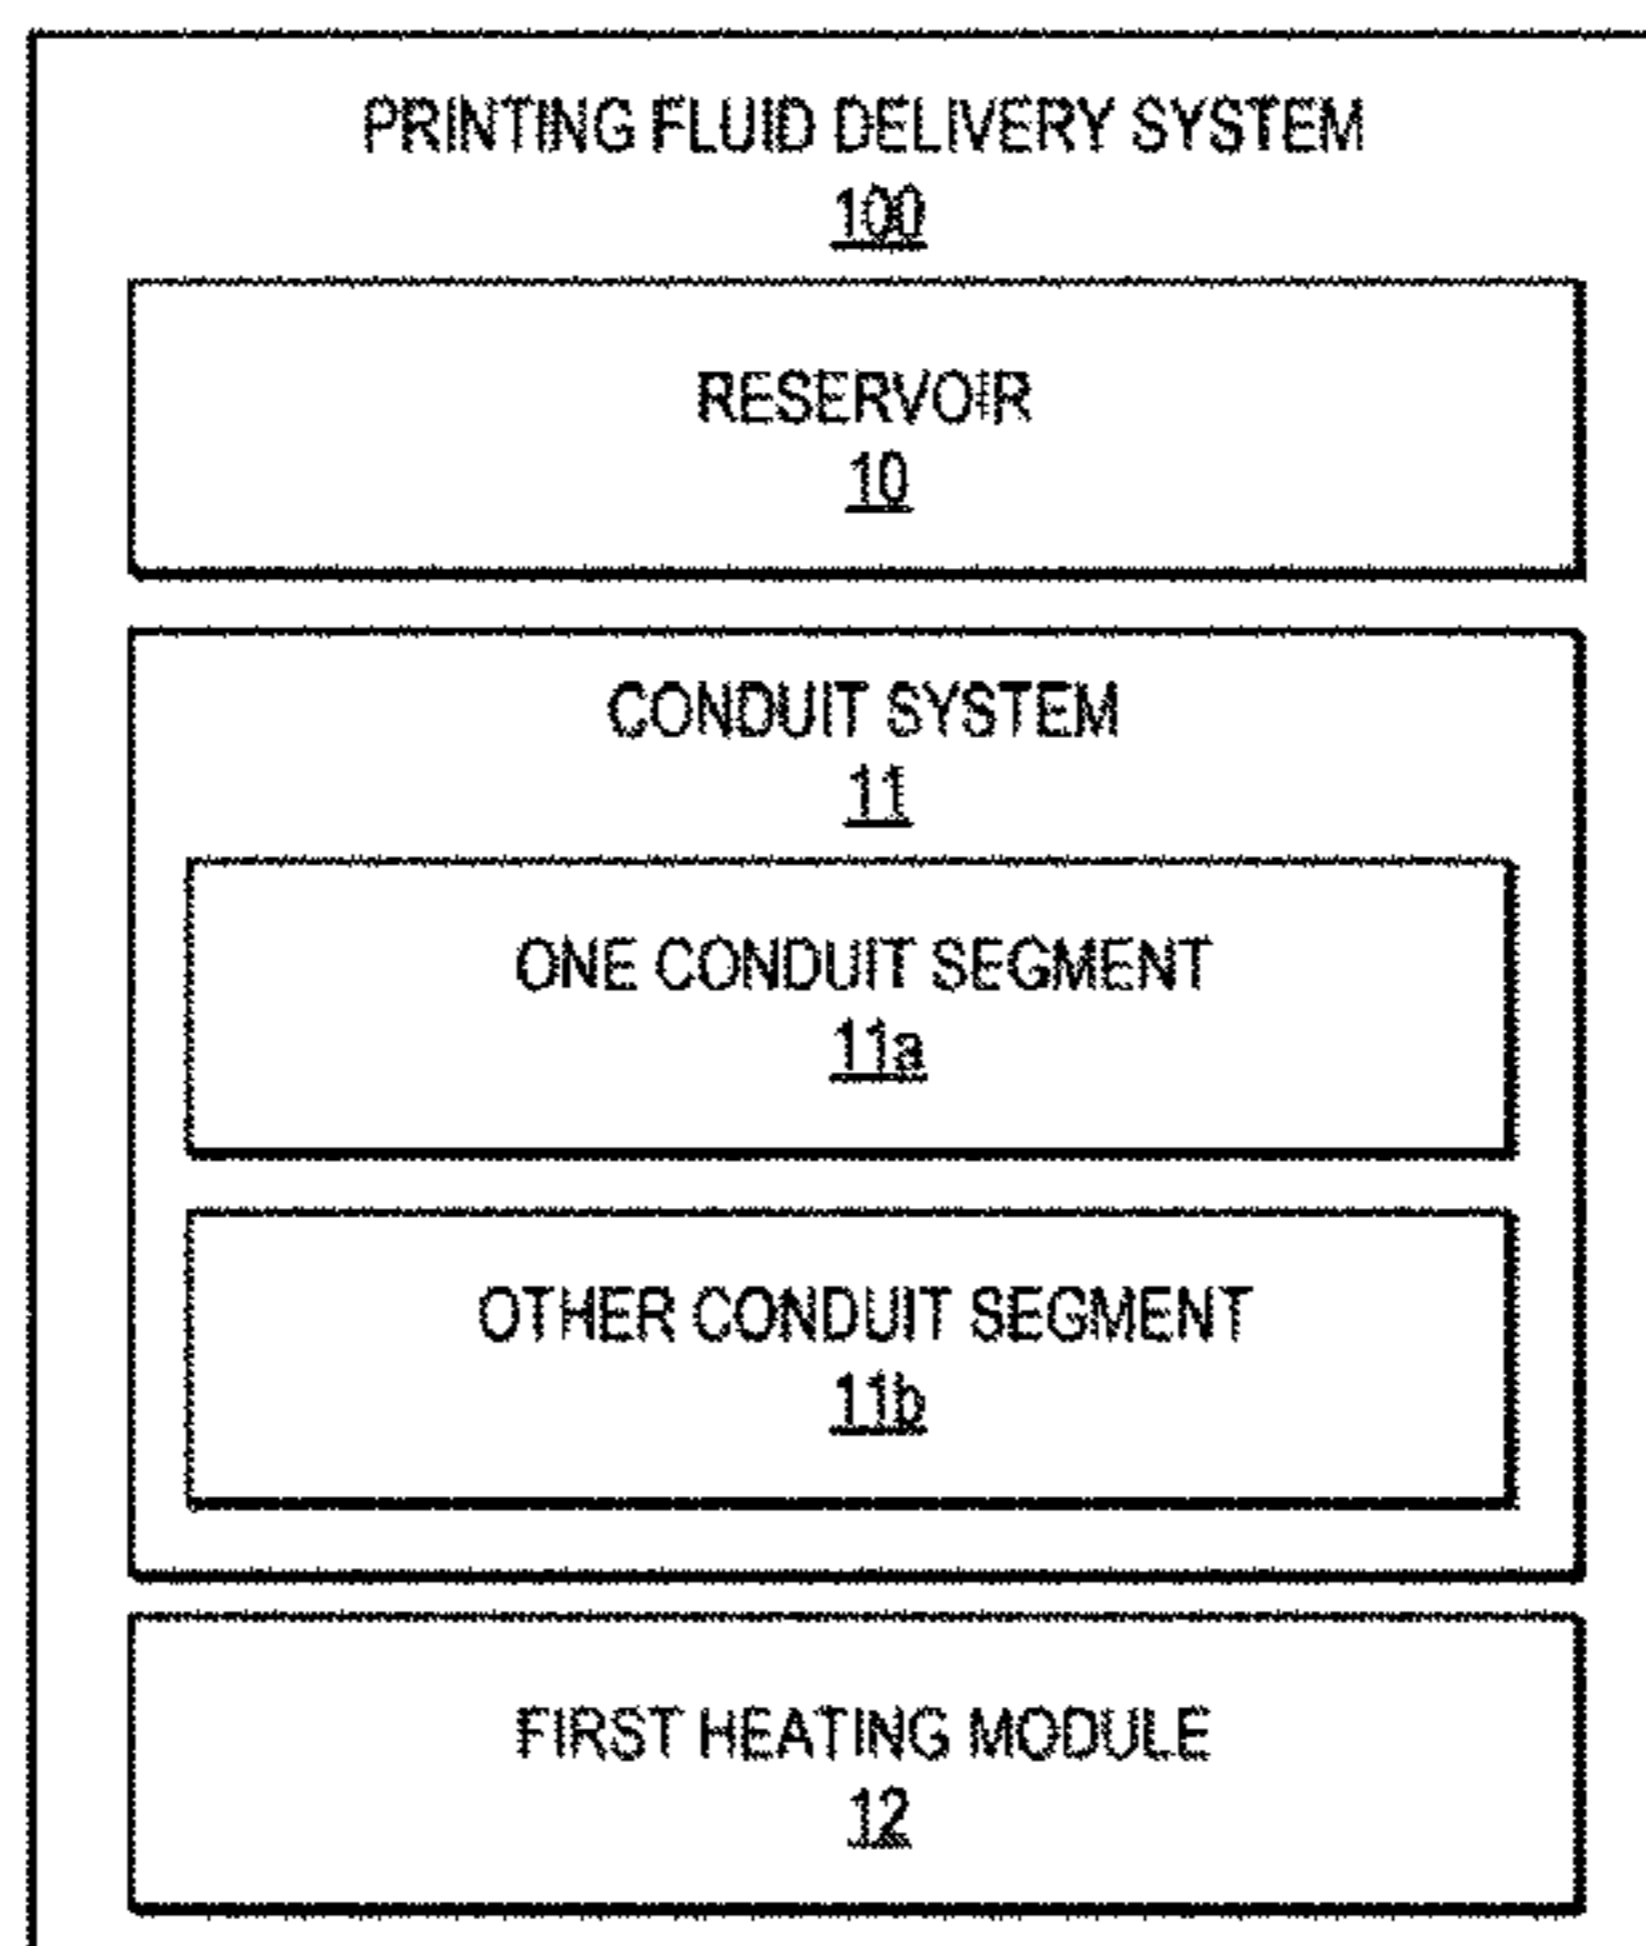 PRINTING FLUID DELIVERY SYSTEM
100
RESERVOIR
10
CONDUIT SYSTEM
11
ONE CONDUIT SEGMENT
11a
OTHER CONDUIT SEGMENT
11b
FIRST HEATING MODULE
12